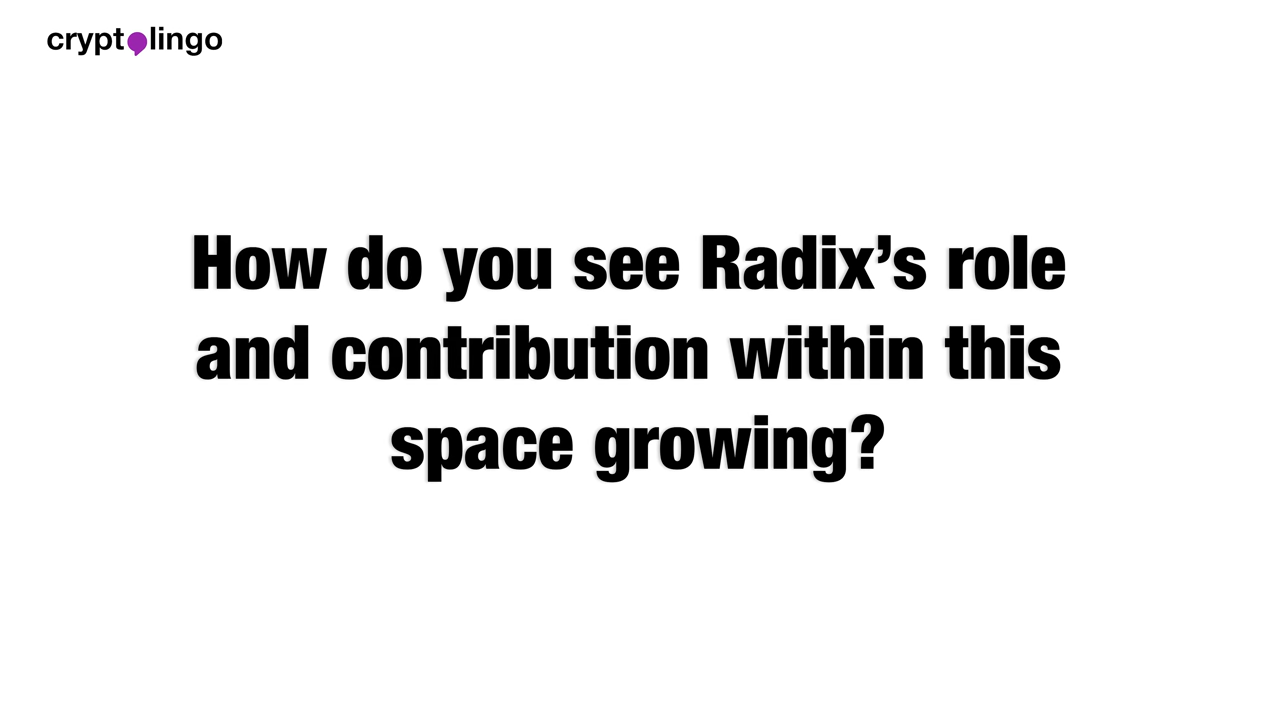 cryptolingo
How do you see Radix’s role
and contribution within this
space growing?